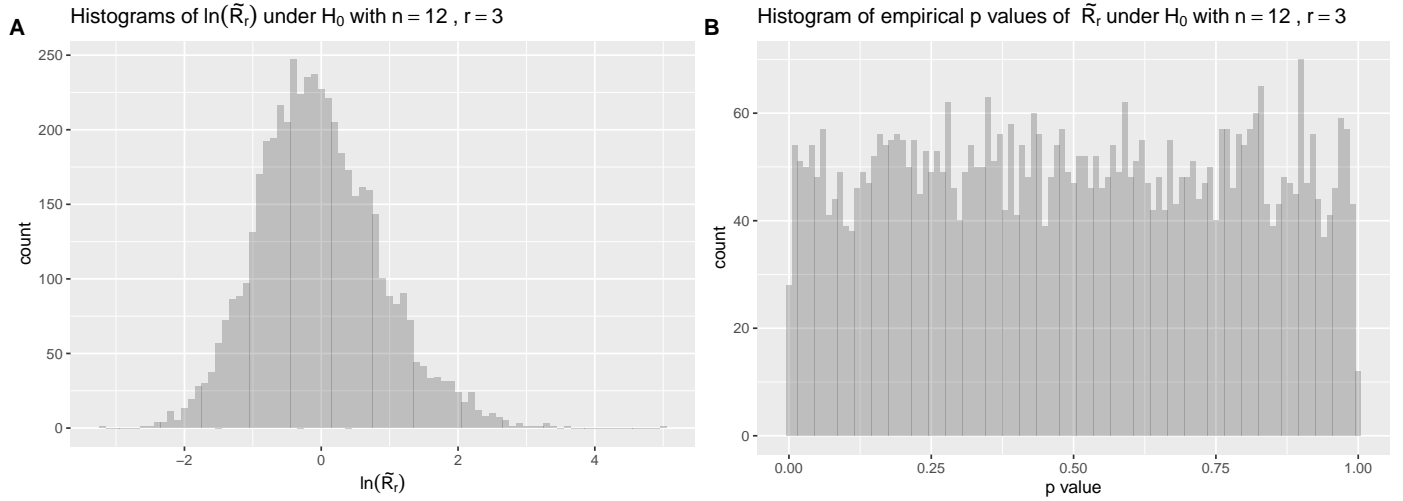 A
Histograms of ln(R̃ᵣ) under H₀ with n = 12 , r = 3
250
200
150
100
50
0
count
−2
0
2
4
ln(R̃ᵣ)
B
Histogram of empirical p values of R̃ᵣ under H₀ with n = 12 , r = 3
60
40
20
0
count
0.00
0.25
0.50
0.75
1.00
p value